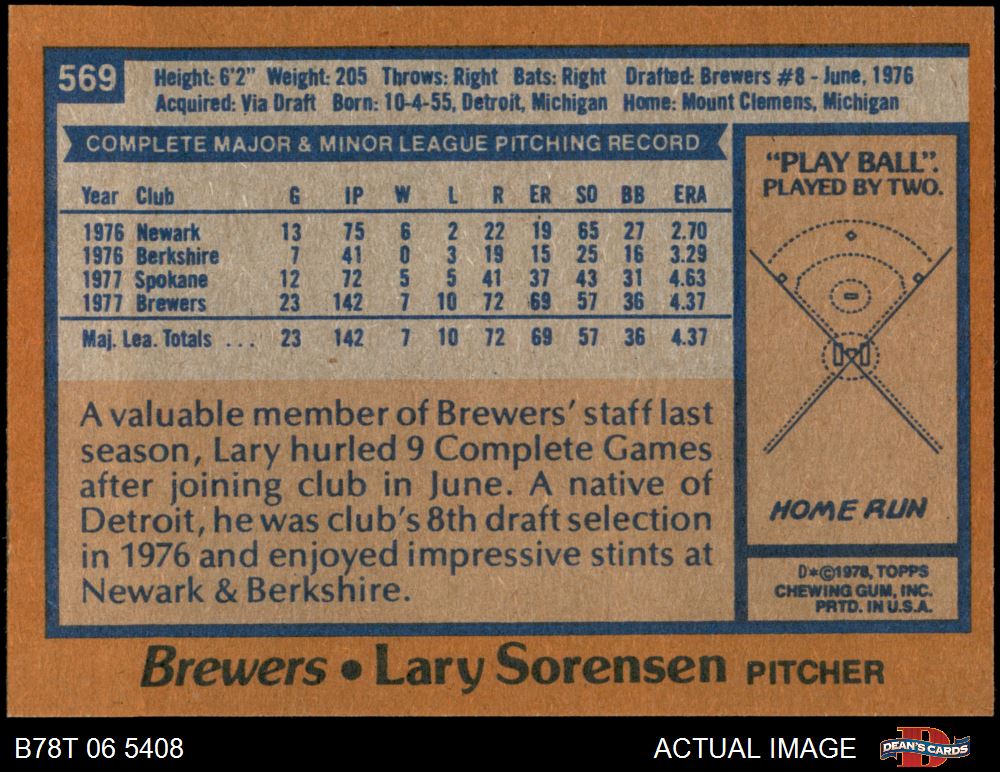 569
Height: 6'2" Weight: 205 Throws: Right Bats: Right Drafted: Brewers #8 - June, 1976
Acquired: Via Draft Born: 10-4-55, Detroit, Michigan Home: Mount Clemens, Michigan
COMPLETE MAJOR & MINOR LEAGUE PITCHING RECORD
Year Club G IP W L R ER SO BB ERA
1976 Newark 13 75 6 2 22 19 65 27 2.70
1976 Berkshire 7 41 0 3 19 15 25 16 3.29
1977 Spokane 12 72 5 5 41 37 43 31 4.63
1977 Brewers 23 142 7 10 72 69 57 36 4.37
Maj. Lea. Totals ... 23 142 7 10 72 69 57 36 4.37
A valuable member of Brewers' staff last
season, Lary hurled 9 Complete Games
after joining club in June. A native of
Detroit, he was club's 8th draft selection
in 1976 and enjoyed impressive stints at
Newark & Berkshire.
"PLAY BALL".
PLAYED BY TWO.
HOME RUN
D*©1978, TOPPS
CHEWING GUM, INC.
PRTD. IN U.S.A.
Brewers • Lary Sorensen PITCHER
B78T 06 5408
ACTUAL IMAGE
D
DEAN'S CARDS